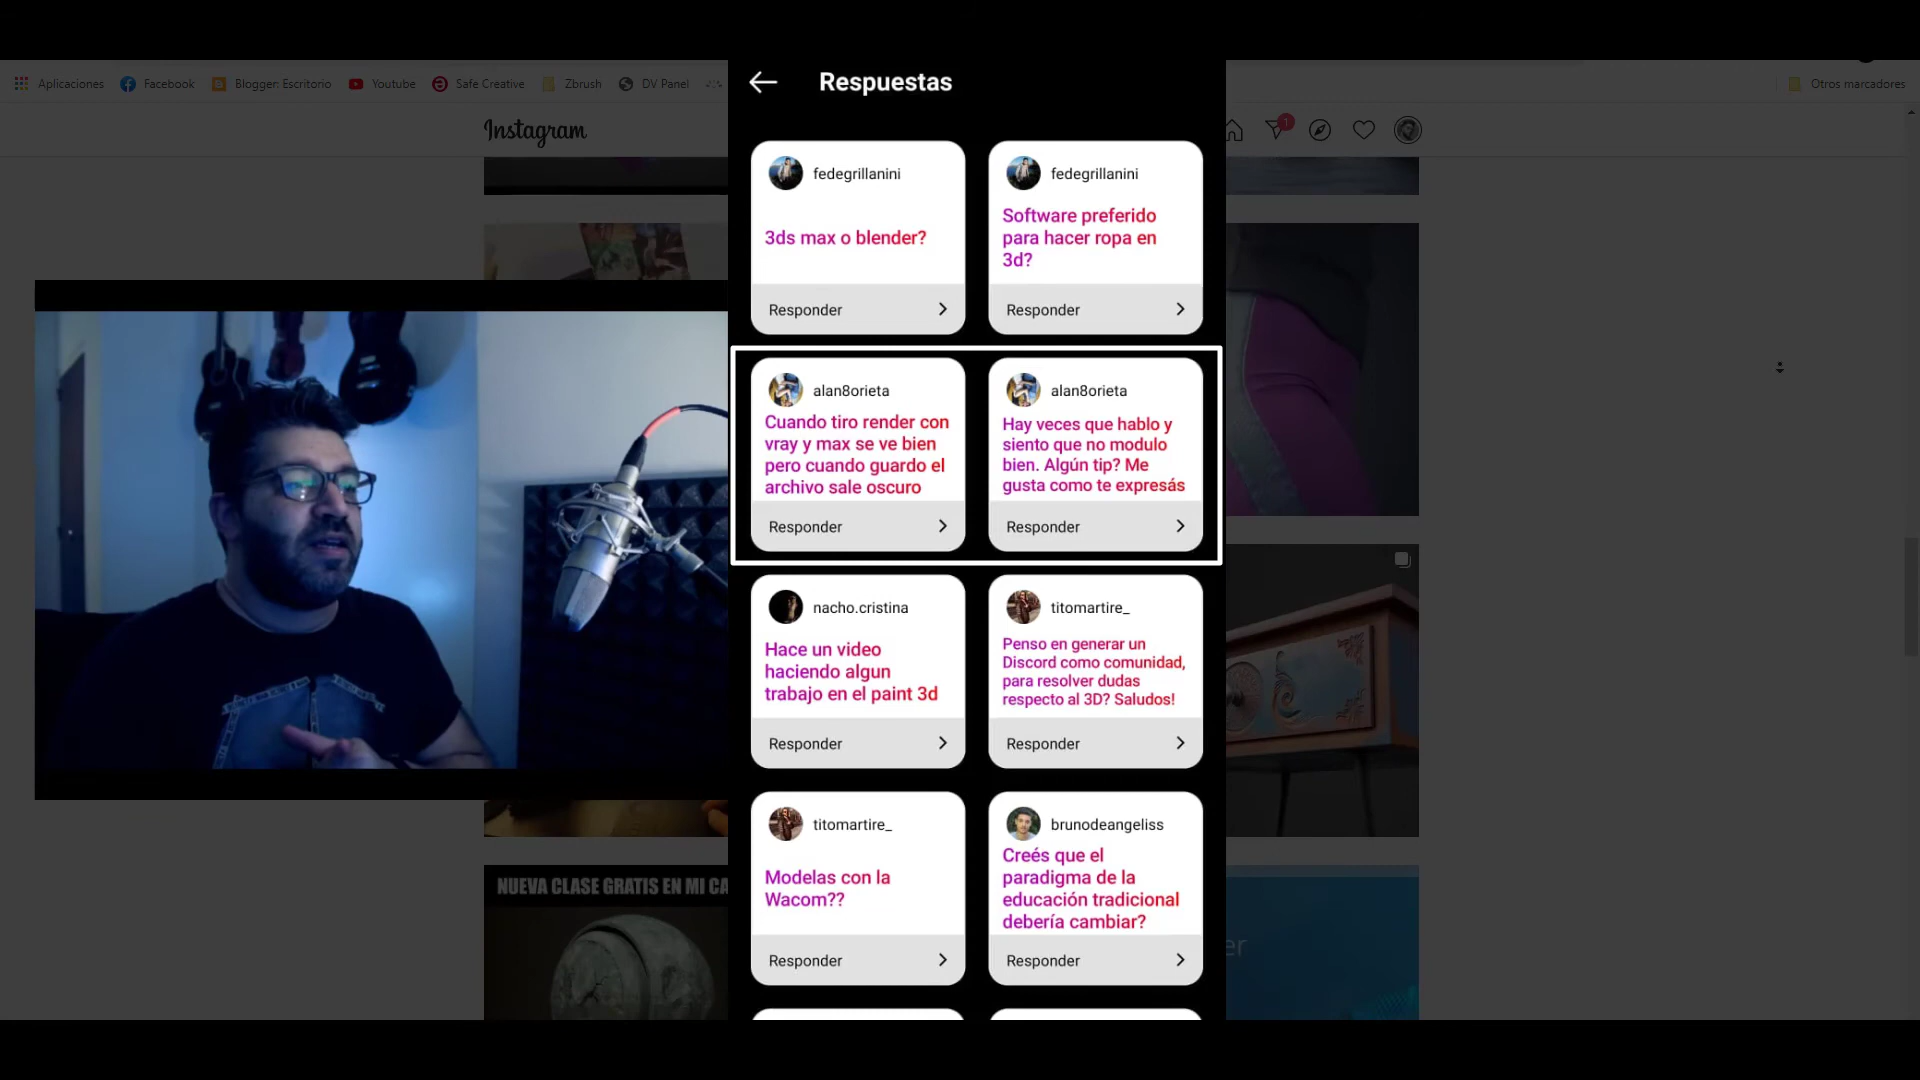 Aplicaciones
Facebook
Blogger: Escritorio
YouTube
Safe Creative
Zbrush
DV Panel
Otros marcadores
Instagram
1
Respuestas
fedegrillanini
3ds max o blender?
Responder
fedegrillanini
Software preferido
para hacer ropa en
3d?
Responder
alan8orieta
Cuando tiro render con
vray y max se ve bien
pero cuando guardo el
archivo sale oscuro
Responder
alan8orieta
Hay veces que hablo y
siento que no modulo
bien. Algún tip? Me
gusta como te expresás
Responder
nacho.cristina
Hace un video
haciendo algun
trabajo en el paint 3d
Responder
titomartire_
Penso en generar un
Discord como comunidad,
para resolver dudas
respecto al 3D? Saludos!
Responder
titomartire_
Modelas con la
Wacom??
Responder
brunodeangeliss
Creés que el
paradigma de la
educación tradicional
debería cambiar?
Responder
NUEVA CLASE GRATIS EN MI CA
er